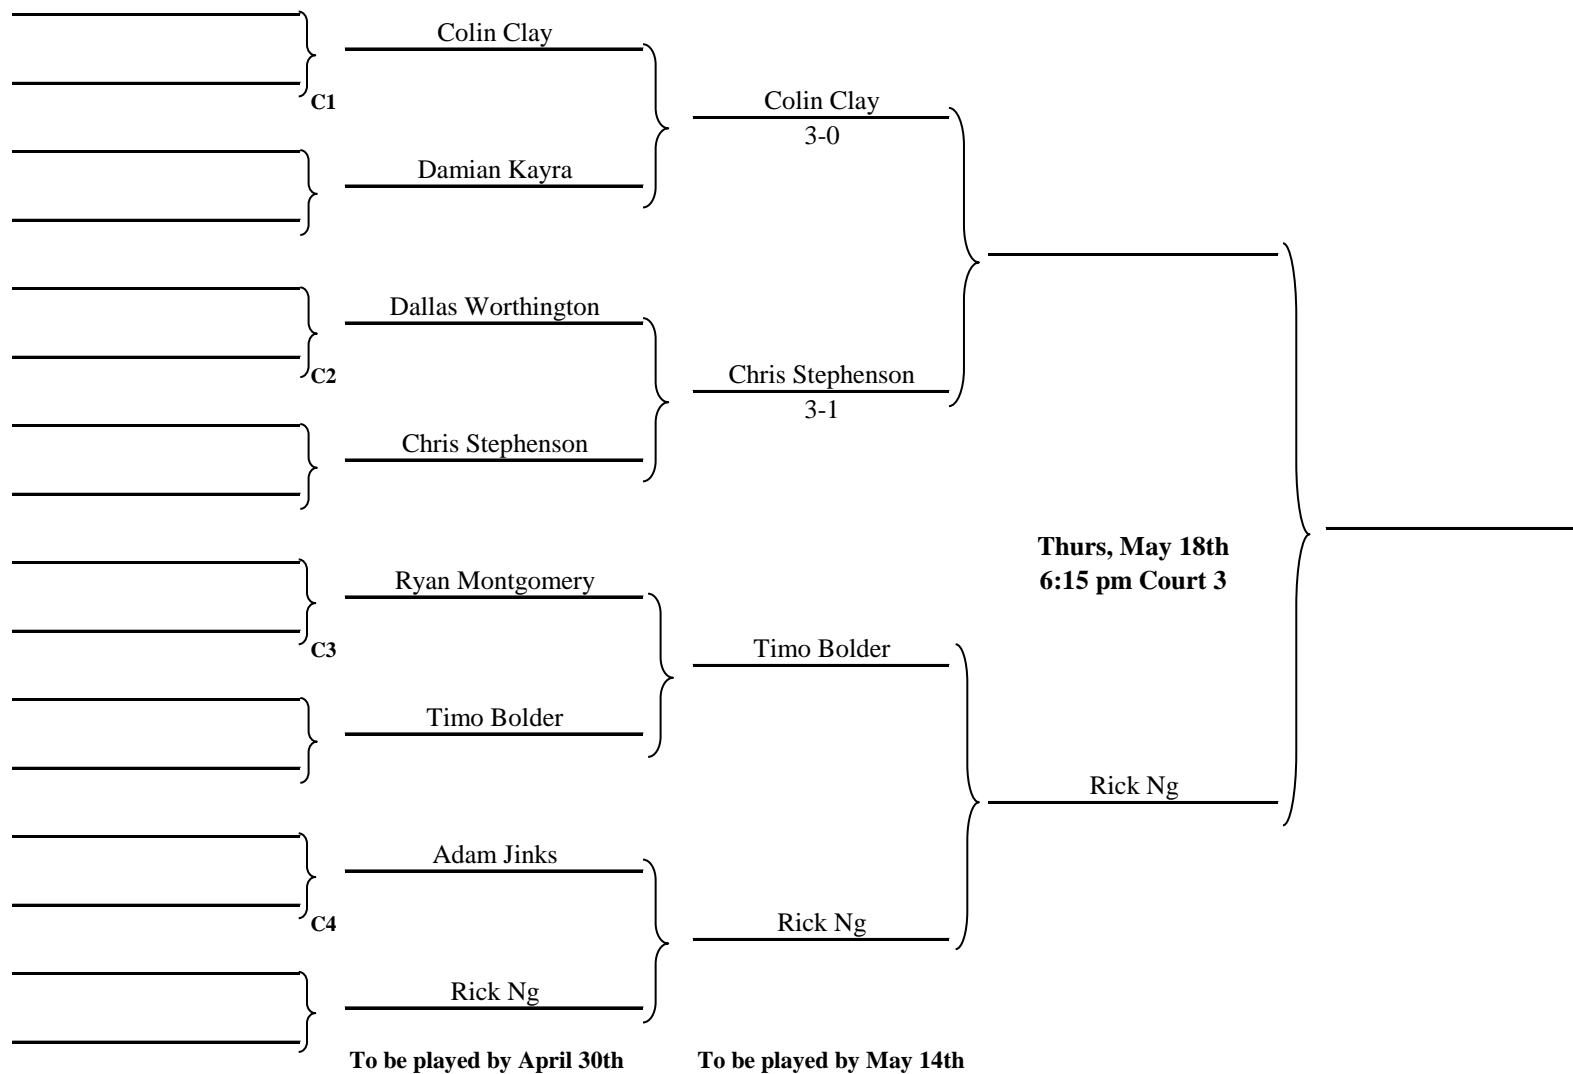 Colin Clay
C1
Colin Clay
3-0
Damian Kayra
Dallas Worthington
C2
Chris Stephenson
3-1
Chris Stephenson
Thurs, May 18th
6:15 pm Court 3
Ryan Montgomery
C3
Timo Bolder
Timo Bolder
Rick Ng
Adam Jinks
C4
Rick Ng
Rick Ng
To be played by April 30th
To be played by May 14th